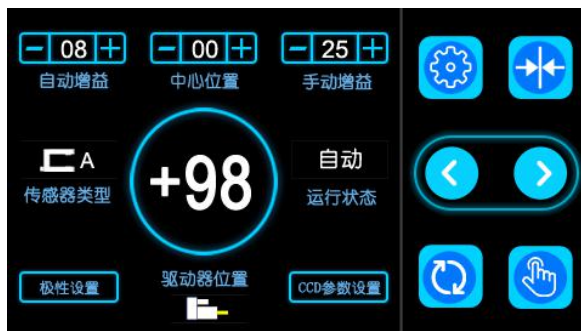 08 00 25
自动增益 中心位置 手动增益
A +98 自动
传感器类型 运行状态
极性设置 驱动器位置 CCD参数设置